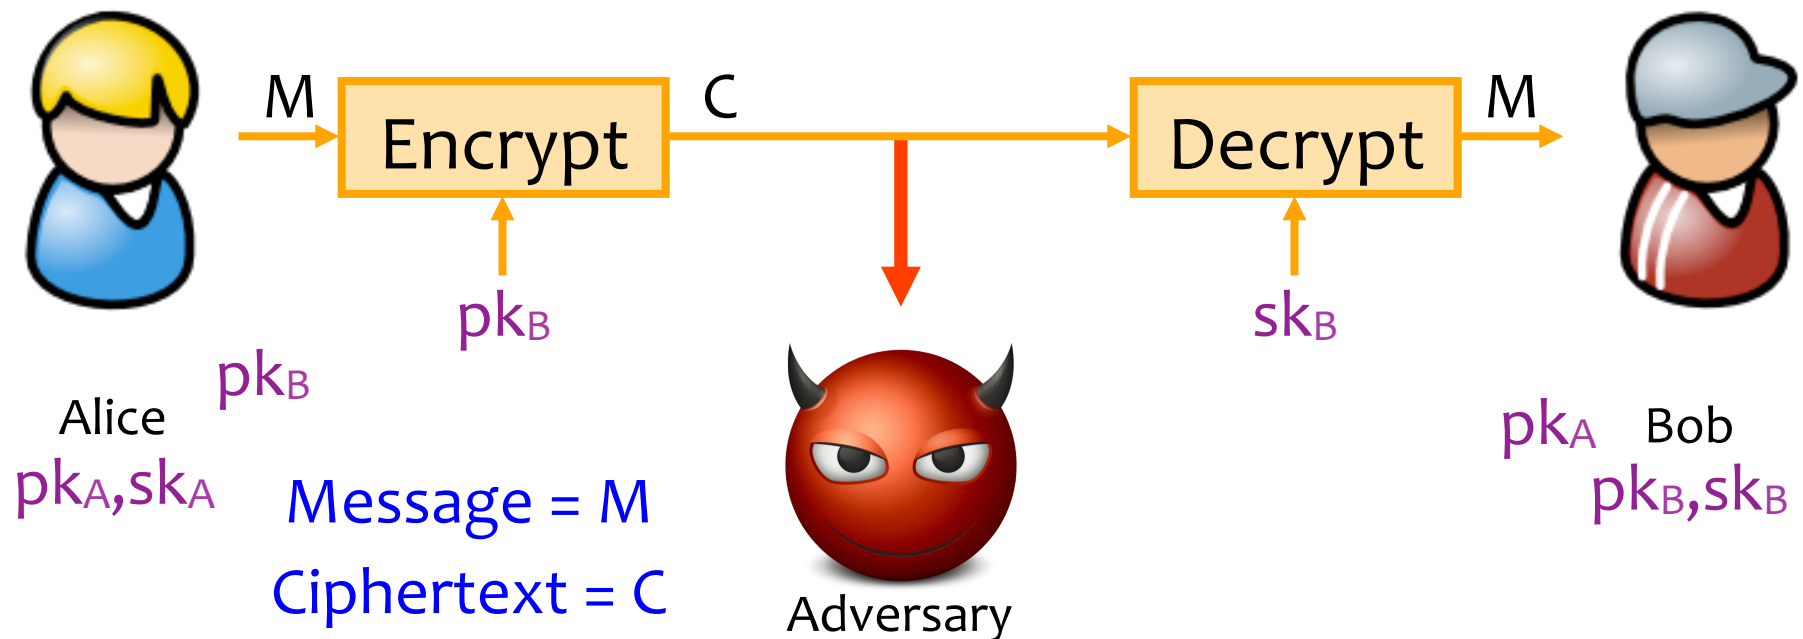 M
Encrypt
C
Decrypt
M
pkB
skB
pkB
Alice
pkA,skA
pkA
Bob
pkB,skB
Message = M
Ciphertext = C
Adversary